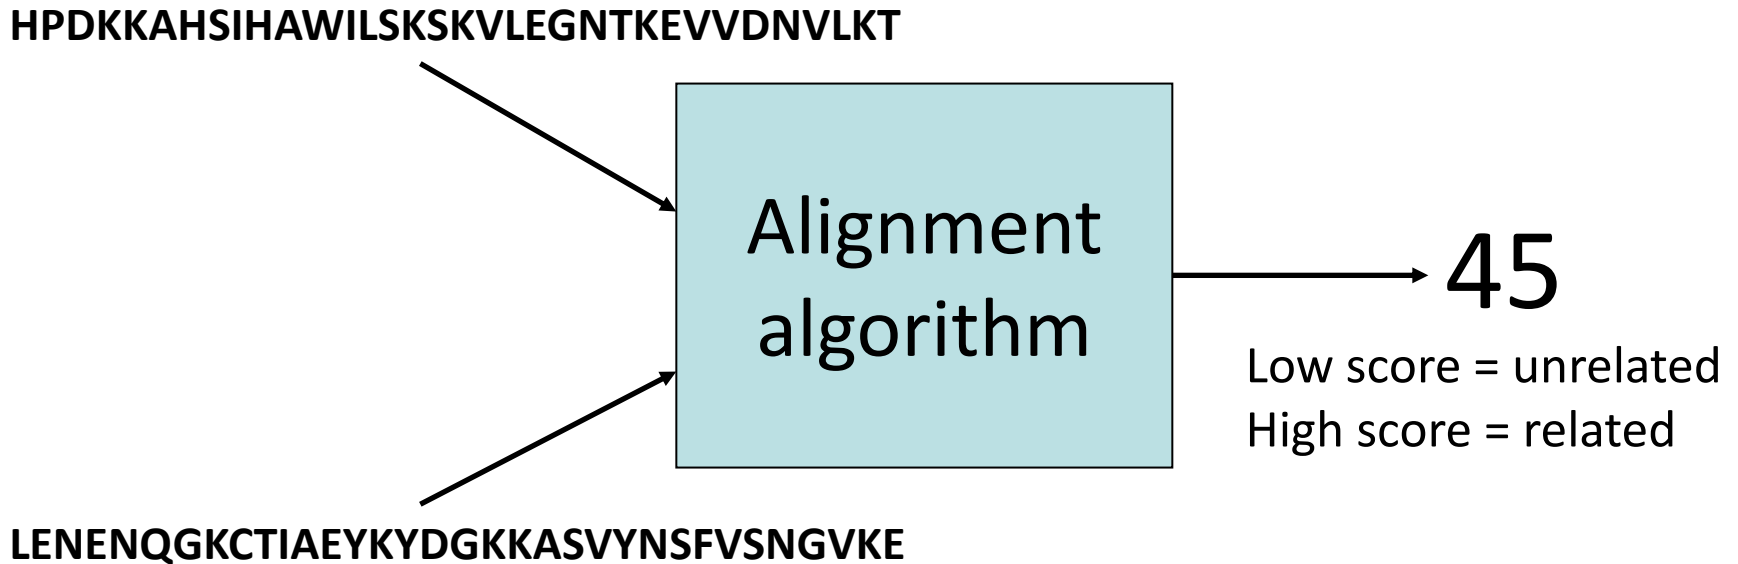 HPDKKAHSIHAWILSKSKVLEGNTKEVVDNVLKT
Alignment
algorithm
45
Low score = unrelated
High score = related
LENENQGKCTIAEYKYDGKKASVYNSFVSNGVKE